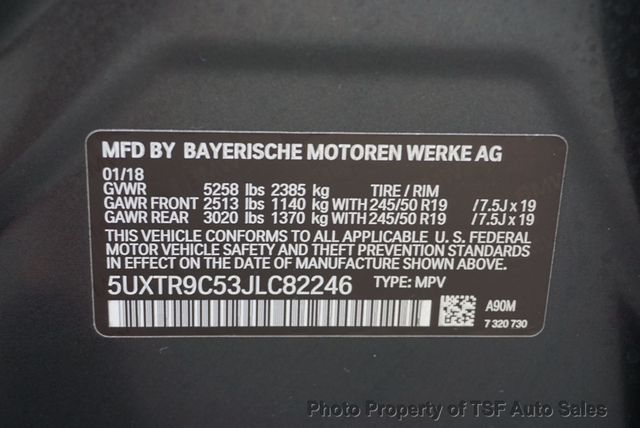 MFD BY BAYERISCHE MOTOREN WERKE AG
01/18
GVWR 5258 lbs 2385 kg TIRE / RIM
GAWR FRONT 2513 lbs 1140 kg WITH 245/50 R19 /7.5J x 19
GAWR REAR 3020 lbs 1370 kg WITH 245/50 R19 /7.5J x 19
THIS VEHICLE CONFORMS TO ALL APPLICABLE U. S. FEDERAL
MOTOR VEHICLE SAFETY AND THEFT PREVENTION STANDARDS
IN EFFECT ON THE DATE OF MANUFACTURE SHOWN ABOVE.
5UXTR9C53JLC82246 TYPE: MPV
A90M
7 320 730
Photo Property of TSF Auto Sales